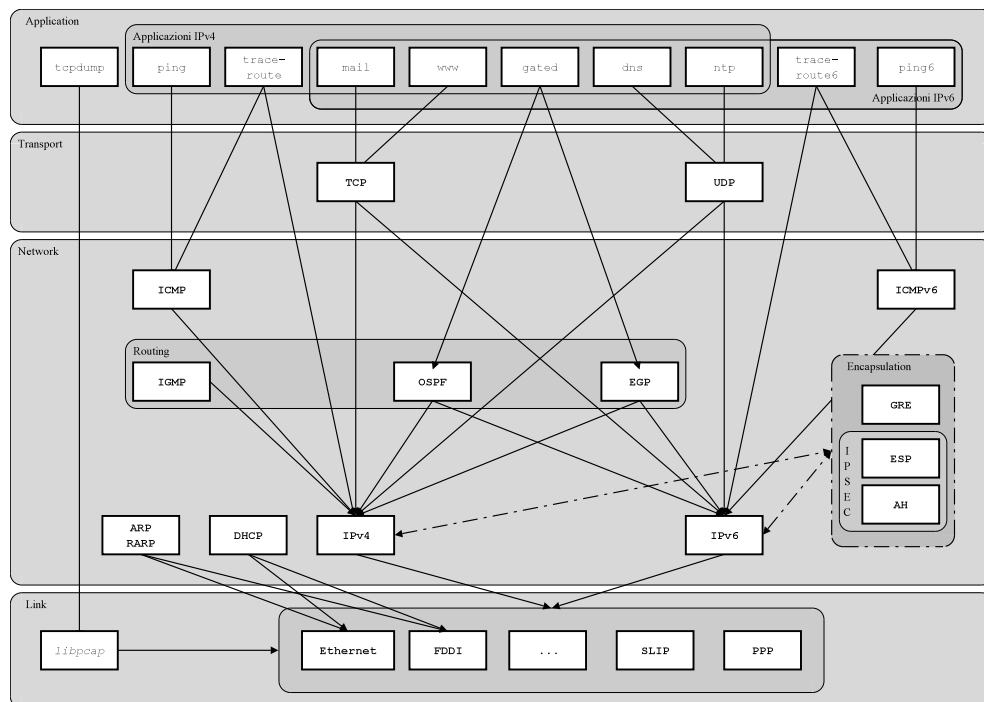 Application
Applicazioni IPv4
tcpdump
ping
trace-
route
mail
www
gated
dns
ntp
trace-
route6
ping6
Applicazioni IPv6
Transport
TCP
UDP
Network
ICMP
ICMPv6
Routing
IGMP
OSPF
EGP
Encapsulation
GRE
I
P
S
E
C
ESP
AH
ARP
RARP
DHCP
IPv4
IPv6
Link
libpcap
Ethernet
FDDI
...
SLIP
PPP